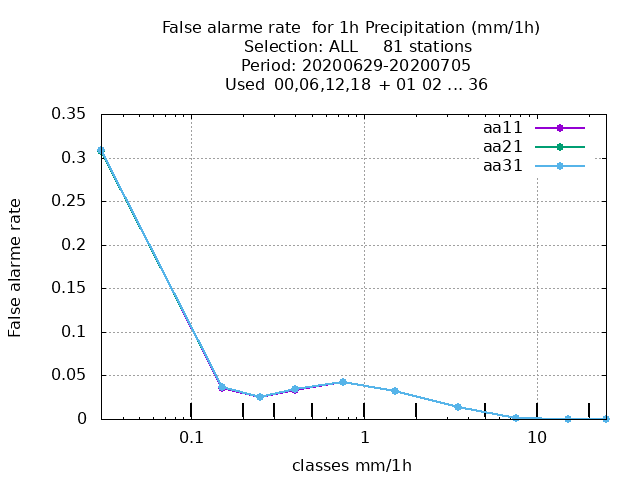 False alarme rate  for 1h Precipitation (mm/1h)
Selection: ALL     81 stations
Period: 20200629-20200705
Used  00,06,12,18  + 01 02 ... 36
aa11
aa21
aa31
0.35
0.3
0.25
0.2
0.15
0.1
0.05
0
False alarme rate
0.1
1
10
classes mm/1h